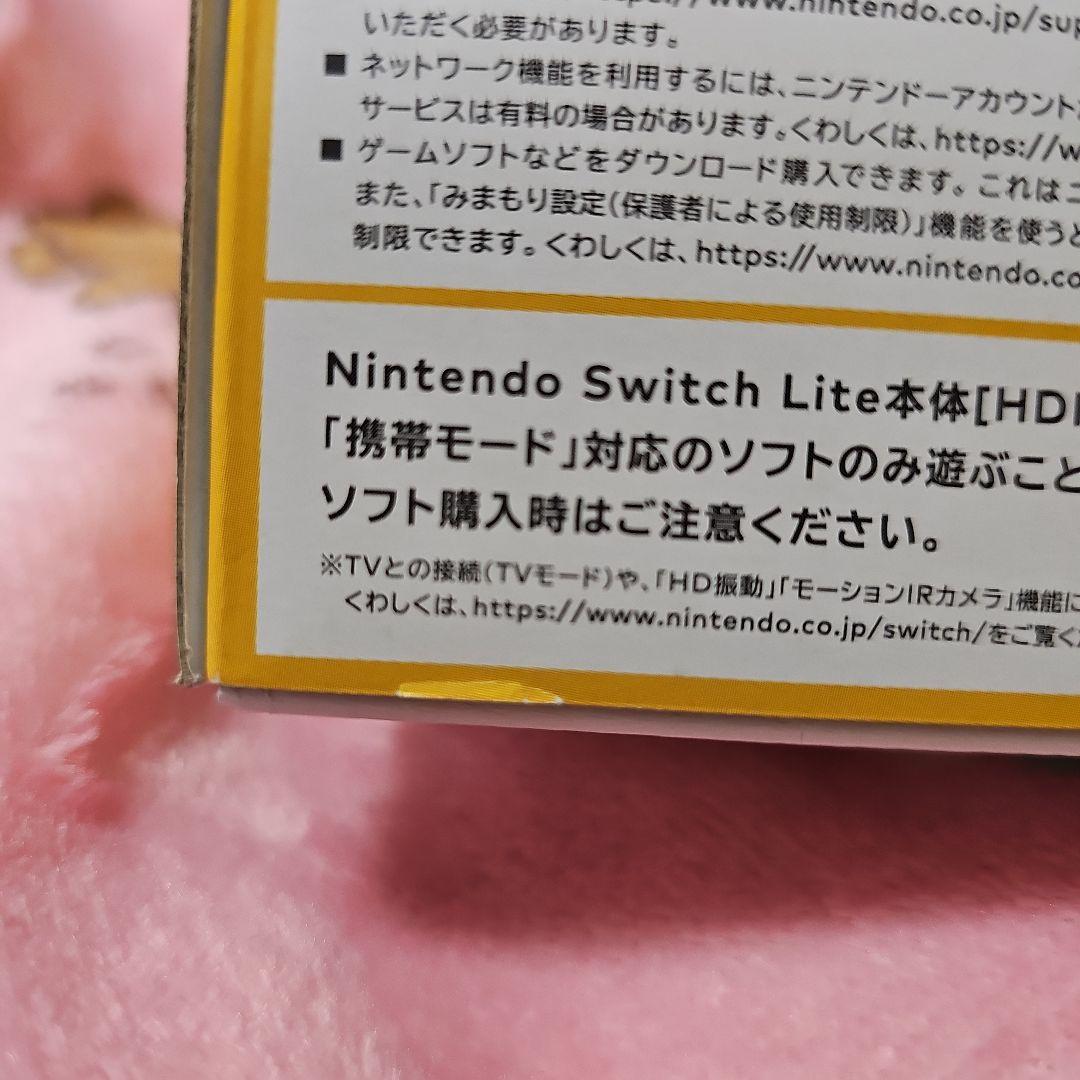 www.nintendo.co.jp/sup
いただく必要があります。
■ ネットワーク機能を利用するには、ニンテンドーアカウント
サービスは有料の場合があります。くわしくは、https://w
■ ゲームソフトなどをダウンロード購入できます。これは
また、「みまもり設定(保護者による使用制限)」機能を使うと
制限できます。くわしくは、https://www.nintendo.co
Nintendo Switch Lite本体[HD
「携帯モード」対応のソフトのみ遊ぶこと
ソフト購入時はご注意ください。
※TVとの接続(TVモード)や、「HD振動」「モーションIRカメラ」機能に
くわしくは、https://www.nintendo.co.jp/switch/をご覧く